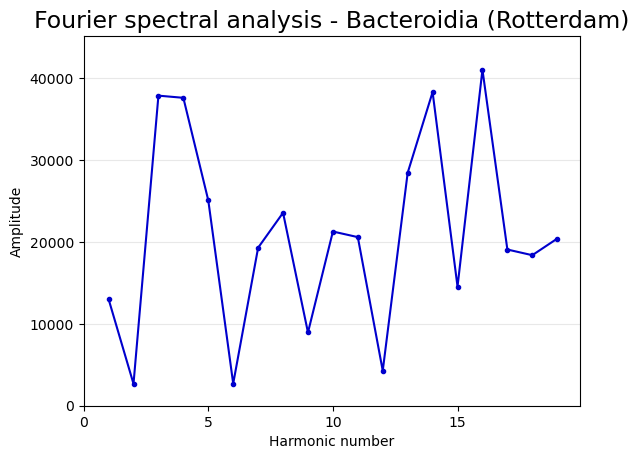 Fourier spectral analysis - Bacteroidia (Rotterdam)
Amplitude
40000
30000
20000
10000
0
0 5 10 15
Harmonic number